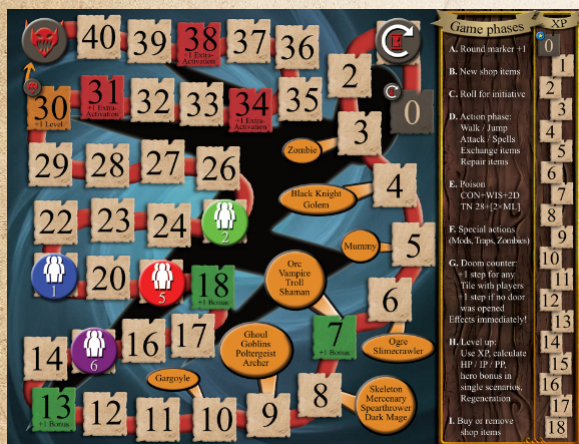 40
39
38
+1 Extra-
Activation
37
36
30
+1 Level
31
+1 Extra-
Activation
32
33
34
+1 Extra-
Activation
35
2
0
3
Zombie
29
28
27
26
Black Knight
Golem
4
22
23
24
2
Mummy
5
1
20
5
18
+1 Bonus
Orc
Vampire
Troll
Shaman
6
14
6
16
17
Ghoul
Goblins
Poltergeist
Archer
7
+1 Bonus
Ogre
Slimecrawler
Gargoyle
13
+1 Bonus
12
11
10
9
8
Skeleton
Mercenary
Spearthrower
Dark Mage
Game phases
A. Round marker +1
B. New shop items
C. Roll for initiative
D. Action phase:
Walk / Jump
Attack / Spells
Exchange items
Repair items
E. Poison
CON+WIS+2D
TN 28+[2×ML]
F. Special actions
(Mods, Traps, Zombies)
G. Doom counter:
+1 step for any
Tile with players
+1 step if no door
was opened
Effects immediately!
H. Level up:
Use XP, calculate
HP / IP / PP,
hero bonus in
single scenarios,
Regeneration
I. Buy or remove
shop items
XP
0
1
2
3
4
5
6
7
8
9
10
11
12
13
14
15
16
17
18